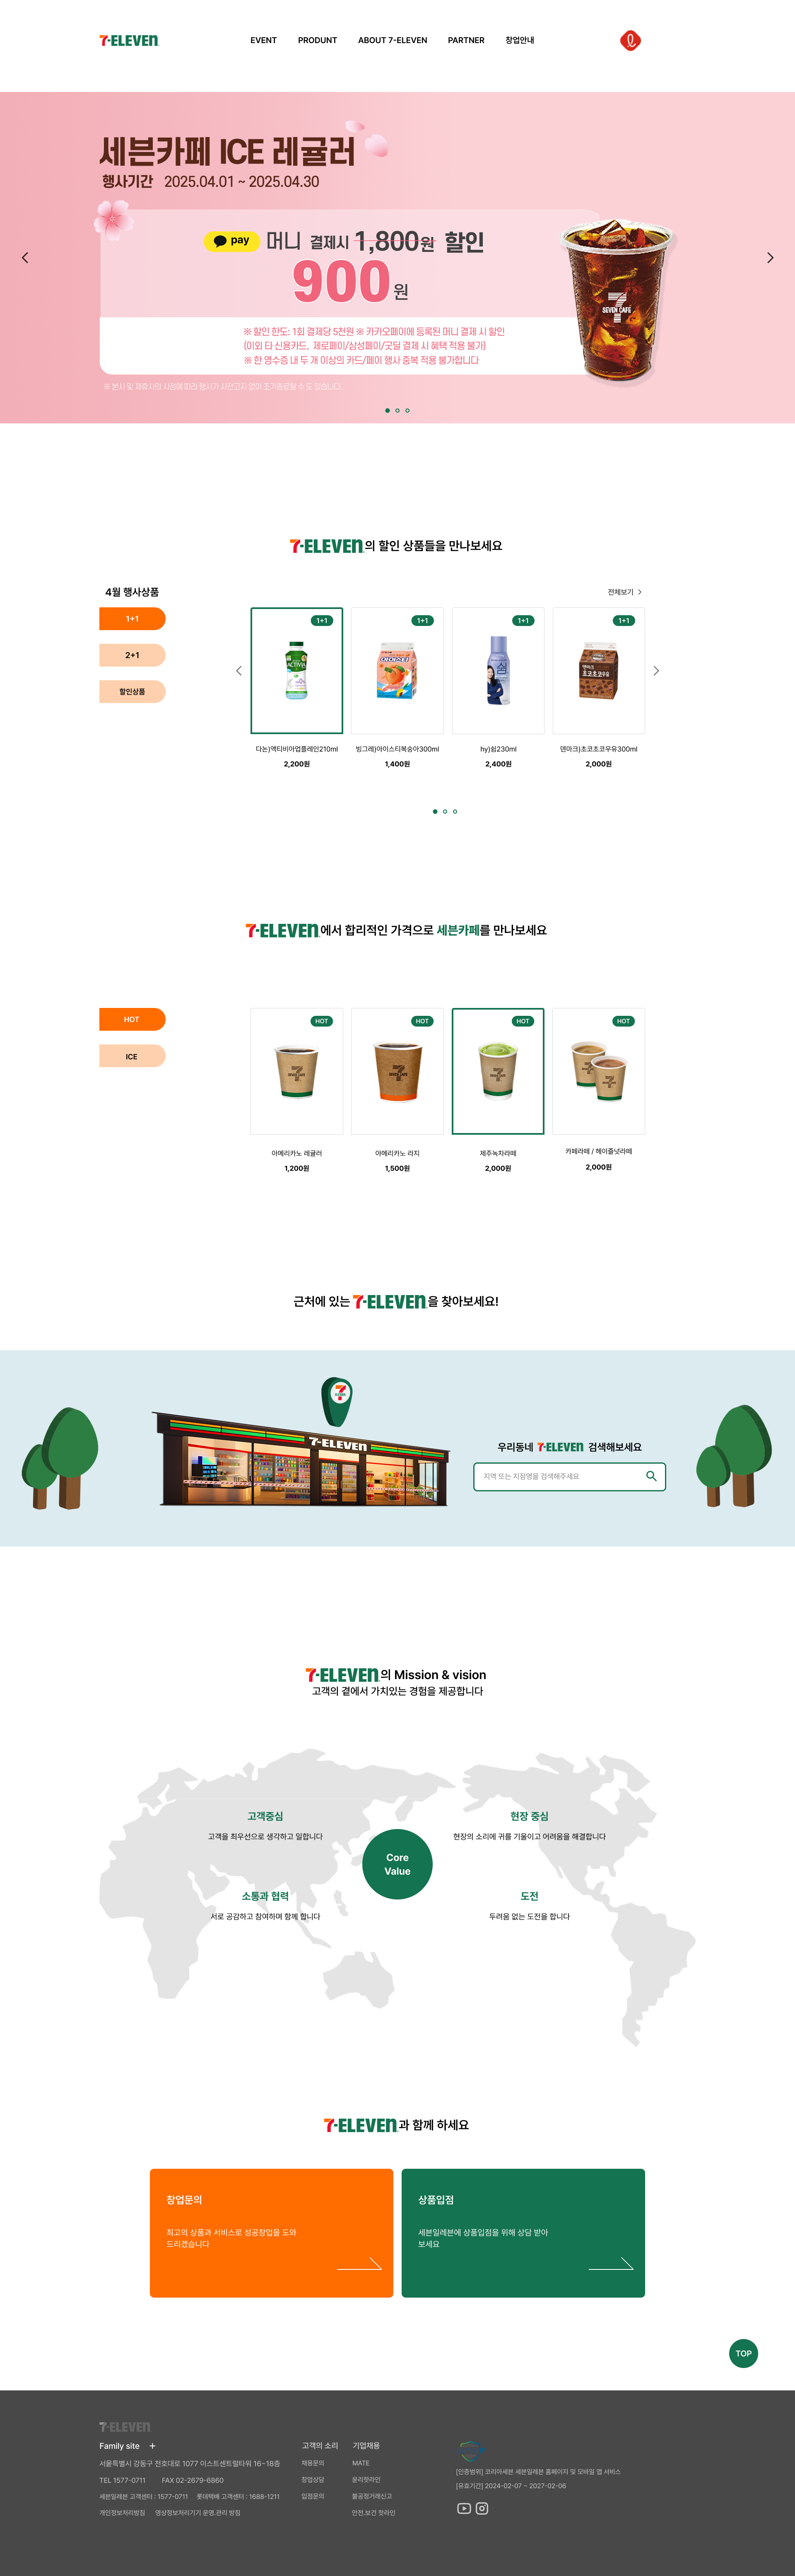 7-ELEVEN
EVENT PRODUNT ABOUT 7-ELEVEN PARTNER 창업안내
세븐카페 ICE 레귤러
행사기간 2025.04.01 ~ 2025.04.30
pay 머니 결제시 1,800원 할인
900원
7
SEVEN CAFE
※ 할인 한도: 1회 결제당 5천원 ※ 카카오페이에 등록된 머니 결제 시 할인
(이외 타 신용카드, 제로페이/삼성페이/굿딜 결제 시 혜택 적용 불가)
※ 한 영수증 내 두 개 이상의 카드/페이 행사 중복 적용 불가합니다
※ 본사 및 제휴사의 사정에 따라 행사가 사전고지 없이 조기종료될 수 도 있습니다.
7-ELEVEN의 할인 상품들을 만나보세요
4월 행사상품
전체보기 >
1+1
2+1
할인상품
1+1 1+1 1+1 1+1
다논)액티비아업플레인210ml 빙그레)아이스티복숭아300ml hy)쉼230ml 덴마크)초코초코우유300ml
2,200원 1,400원 2,400원 2,000원
7-ELEVEN에서 합리적인 가격으로 세븐카페를 만나보세요
HOT
ICE
HOT HOT HOT HOT
아메리카노 레귤러 아메리카노 라지 제주녹차라떼 카페라떼 / 헤이즐넛라떼
1,200원 1,500원 2,000원 2,000원
근처에 있는 7-ELEVEN을 찾아보세요!
7-ELEVEN
우리동네 7-ELEVEN 검색해보세요
지역 또는 지점명을 검색해주세요
7-ELEVEN의 Mission & vision
고객의 곁에서 가치있는 경험을 제공합니다
고객중심
고객을 최우선으로 생각하고 일합니다
현장 중심
현장의 소리에 귀를 기울이고 어려움을 해결합니다
Core
Value
소통과 협력
서로 공감하고 참여하며 함께 합니다
도전
두려움 없는 도전을 합니다
7-ELEVEN과 함께 하세요
창업문의
최고의 상품과 서비스로 성공창업을 도와
드리겠습니다
상품입점
세븐일레븐에 상품입점을 위해 상담 받아
보세요
TOP
7-ELEVEN
Family site +
서울특별시 강동구 천호대로 1077 이스트센트럴타워 16~18층
TEL 1577-0711 FAX 02-2679-6860
세븐일레븐 고객센터 : 1577-0711 롯데택배 고객센터 : 1688-1211
개인정보처리방침 영상정보처리기기 운영.관리 방침
고객의 소리
채용문의
창업상담
입점문의
기업채용
MATE
윤리핫라인
불공정거래신고
안전,보건 핫라인
[인증범위] 코리아세븐 세븐일레븐 홈페이지 및 모바일 앱 서비스
[유효기간] 2024-02-07 ~ 2027-02-06